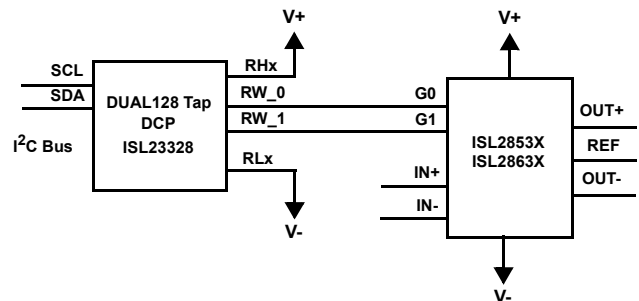 V+
V+
SCL
SDA
I²C Bus
DUAL128 Tap
DCP
ISL23328
RHx
RW_0
RW_1
RLx
V-
G0
G1
IN+
IN-
ISL2853X
ISL2863X
OUT+
REF
OUT-
V-